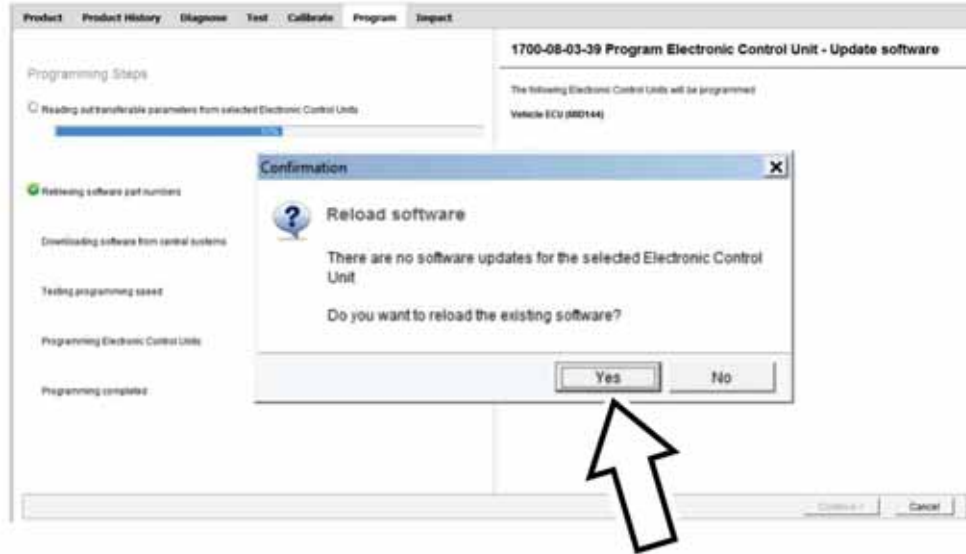 Product Product History Diagnose Test Calibrate Program Impact
1700-08-03-39 Program Electronic Control Unit - Update software
Programming Steps
The following Electronic Control Units will be programmed
Reading out transferable parameters from selected Electronic Control Units
Vehicle ECU (MID144)
Confirmation
Retrieving software part numbers
Reload software
Downloading software from central systems
There are no software updates for the selected Electronic Control
Unit
Testing programming speed
Do you want to reload the existing software?
Programming Electronic Control Units
Yes No
Programming completed
Continue > Cancel